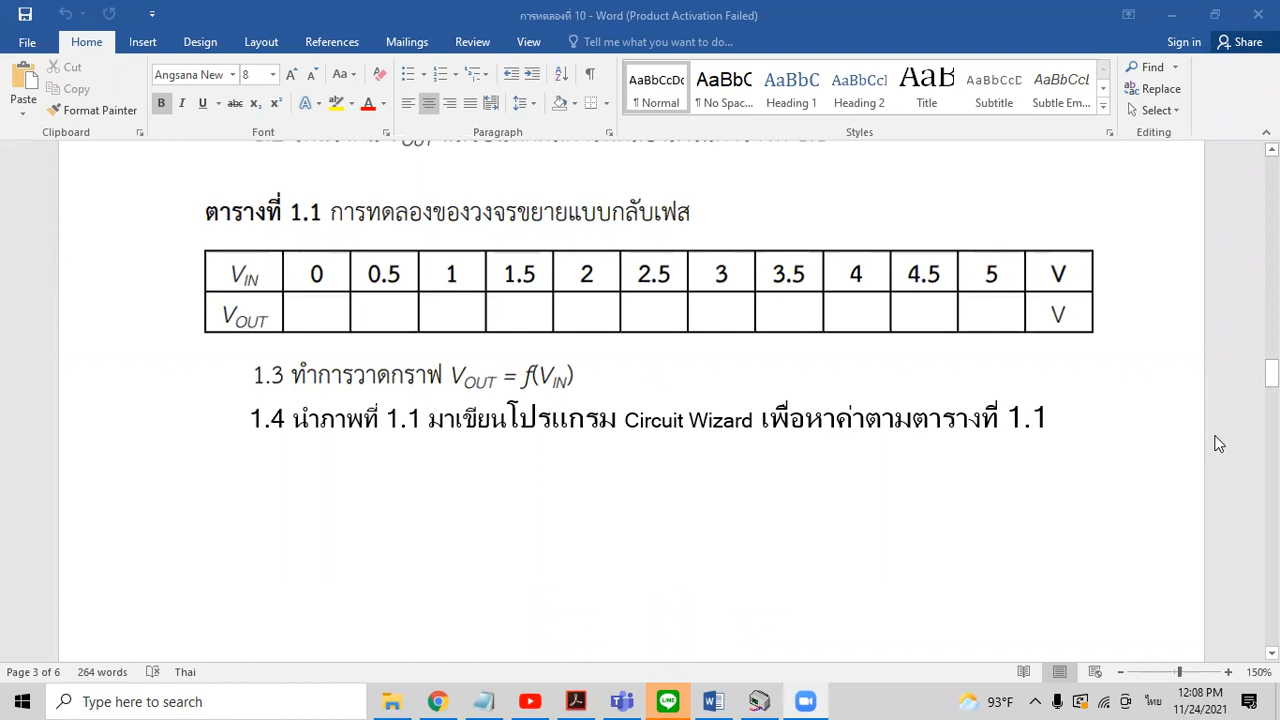 การทดลองที่ 10 - Word (Product Activation Failed)
File Home Insert Design Layout References Mailings Review View Tell me what you want to do... Sign in Share
Paste
Cut
Copy
Format Painter
Clipboard
Angsana New 8
Font
Paragraph
AaBbCcDc AaBbC AaBbC AaBbCcI AaB AaBbCcD AaBbCcI
¶ Normal ¶ No Spac... Heading 1 Heading 2 Title Subtitle Subtle Em...
Styles
Find
Replace
Select
Editing
ตารางที่ 1.1 การทดลองของวงจรขยายแบบกลับเฟส
VIN 0 0.5 1 1.5 2 2.5 3 3.5 4 4.5 5 V
VOUT V
1.3 ทำการวาดกราฟ VOUT = f(VIN)
1.4 นำภาพที่ 1.1 มาเขียนโปรแกรม Circuit Wizard เพื่อหาค่าตามตารางที่ 1.1
Page 3 of 6 264 words Thai 150%
Type here to search
LINE
93°F
ไทย
12:08 PM
11/24/2021